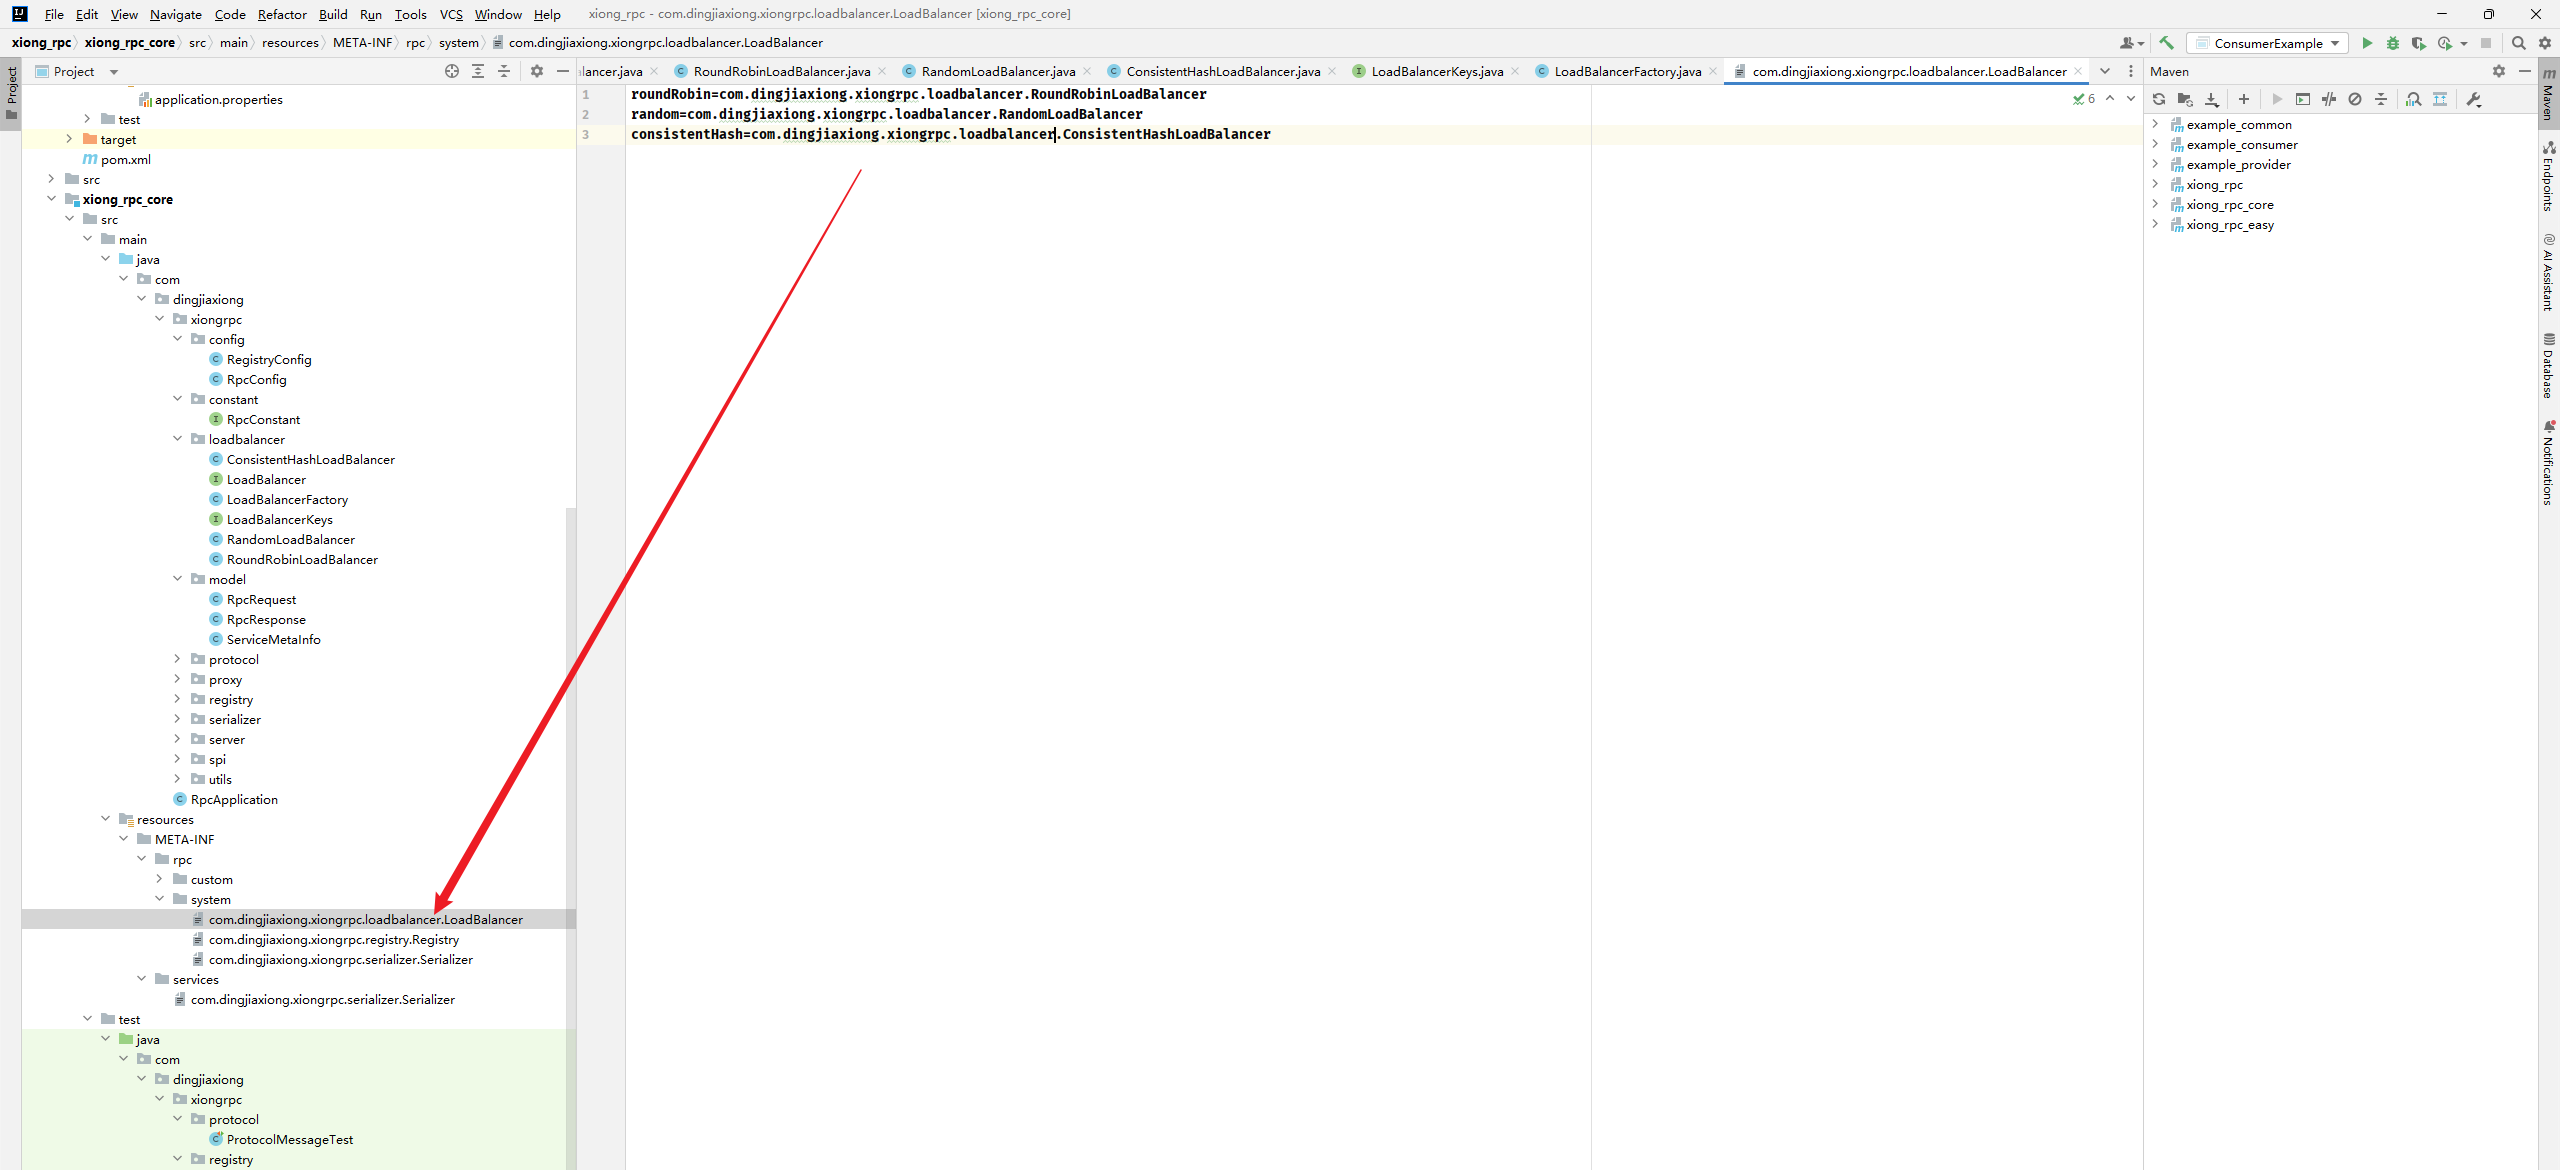 File Edit View Navigate Code Refactor Build Run Tools VCS Window Help xiong_rpc - com.dingjiaxiong.xiongrpc.loadbalancer.LoadBalancer [xiong_rpc_core]
xiong_rpc xiong_rpc_core src main resources META-INF rpc system com.dingjiaxiong.xiongrpc.loadbalancer.LoadBalancer
ConsumerExample
Project
Project
application.properties
test
target
pom.xml
src
xiong_rpc_core
src
main
java
com
dingjiaxiong
xiongrpc
config
RegistryConfig
RpcConfig
constant
RpcConstant
loadbalancer
ConsistentHashLoadBalancer
LoadBalancer
LoadBalancerFactory
LoadBalancerKeys
RandomLoadBalancer
RoundRobinLoadBalancer
model
RpcRequest
RpcResponse
ServiceMetaInfo
protocol
proxy
registry
serializer
server
spi
utils
RpcApplication
resources
META-INF
rpc
custom
system
com.dingjiaxiong.xiongrpc.loadbalancer.LoadBalancer
com.dingjiaxiong.xiongrpc.registry.Registry
com.dingjiaxiong.xiongrpc.serializer.Serializer
services
com.dingjiaxiong.xiongrpc.serializer.Serializer
test
java
com
dingjiaxiong
xiongrpc
protocol
ProtocolMessageTest
registry
lancer.java RoundRobinLoadBalancer.java RandomLoadBalancer.java ConsistentHashLoadBalancer.java LoadBalancerKeys.java LoadBalancerFactory.java com.dingjiaxiong.xiongrpc.loadbalancer.LoadBalancer
1 roundRobin=com.dingjiaxiong.xiongrpc.loadbalancer.RoundRobinLoadBalancer
2 random=com.dingjiaxiong.xiongrpc.loadbalancer.RandomLoadBalancer
3 consistentHash=com.dingjiaxiong.xiongrpc.loadbalancer.ConsistentHashLoadBalancer
6
Maven
example_common
example_consumer
example_provider
xiong_rpc
xiong_rpc_core
xiong_rpc_easy
Maven
Endpoints
AI Assistant
Database
Notifications